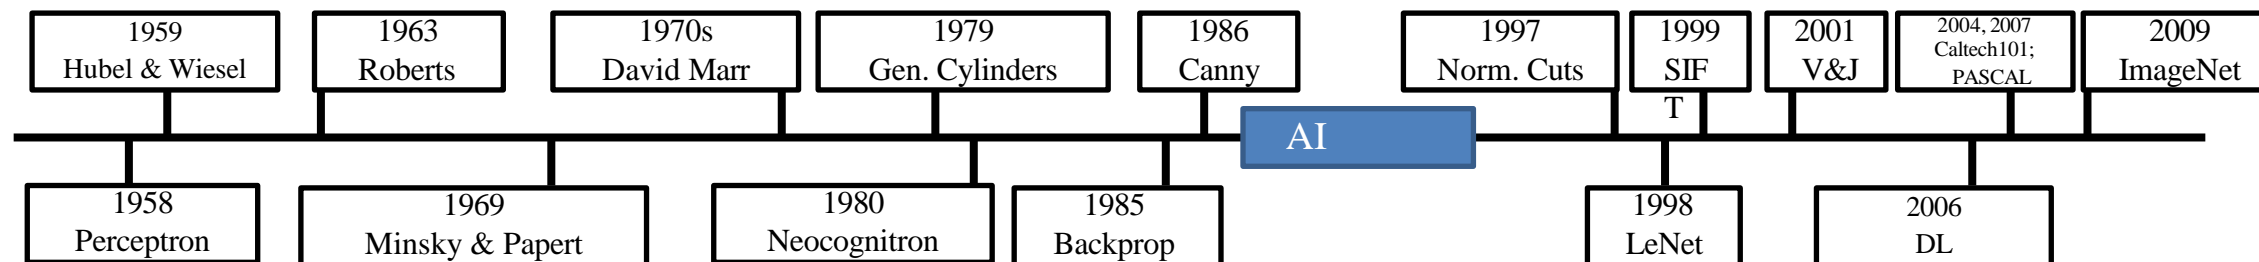 1959
Hubel & Wiesel
1963
Roberts
1970s
David Marr
1979
Gen. Cylinders
1986
Canny
1997
Norm. Cuts
1999
SIF
T
2001
V&J
2004, 2007
Caltech101;
PASCAL
2009
ImageNet
AI
1958
Perceptron
1969
Minsky & Papert
1980
Neocognitron
1985
Backprop
1998
LeNet
2006
DL